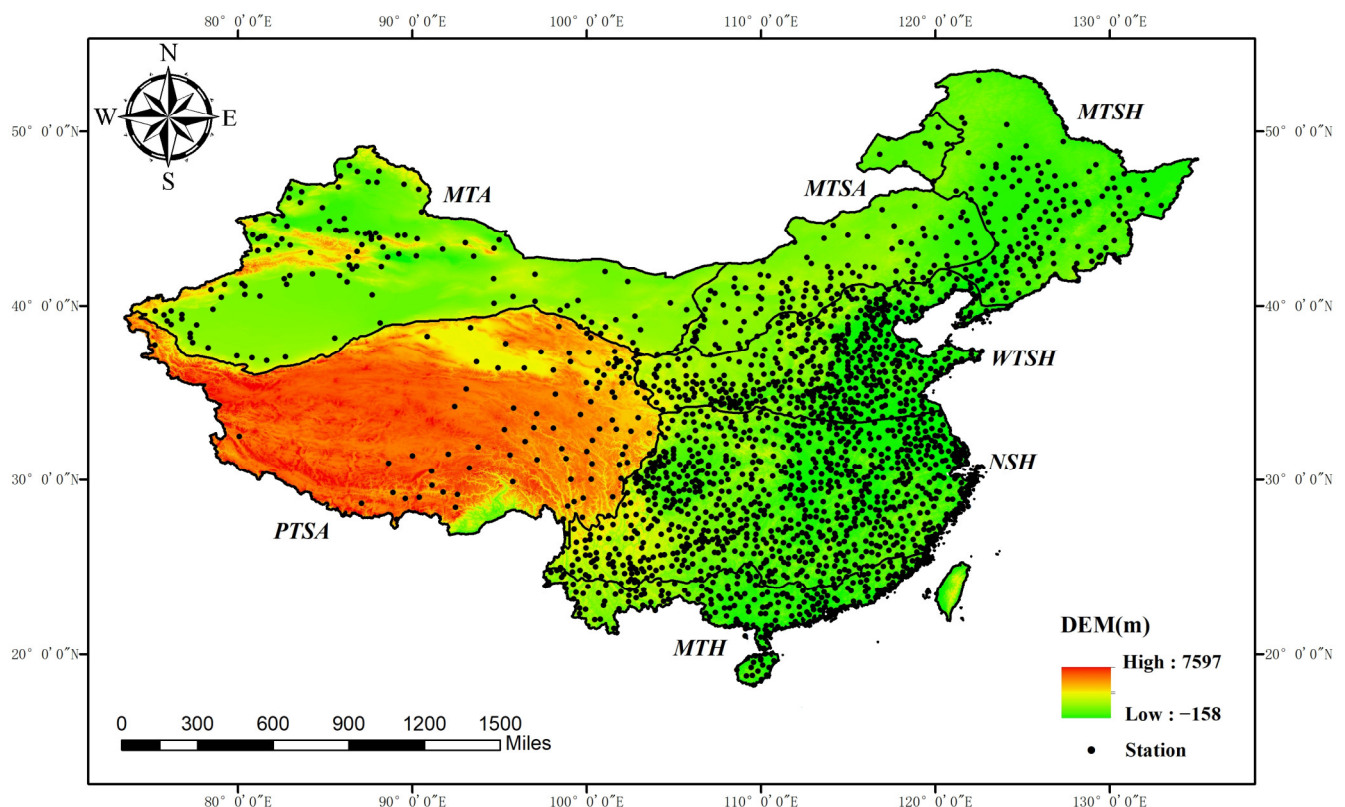 80° 0'0"E 90° 0'0"E 100° 0'0"E 110° 0'0"E 120° 0'0"E 130° 0'0"E
N
W E
S
50° 0'0"N
50° 0'0"N
MTSH
MTSA
MTA
40° 0'0"N
40° 0'0"N
WTSH
NSH
30° 0'0"N
30° 0'0"N
PTSA
MTH
20° 0'0"N
20° 0'0"N
DEM(m)
High : 7597
Low : −158
Station
0 300 600 900 1200 1500
Miles
80° 0'0"E 90° 0'0"E 100° 0'0"E 110° 0'0"E 120° 0'0"E 130° 0'0"E